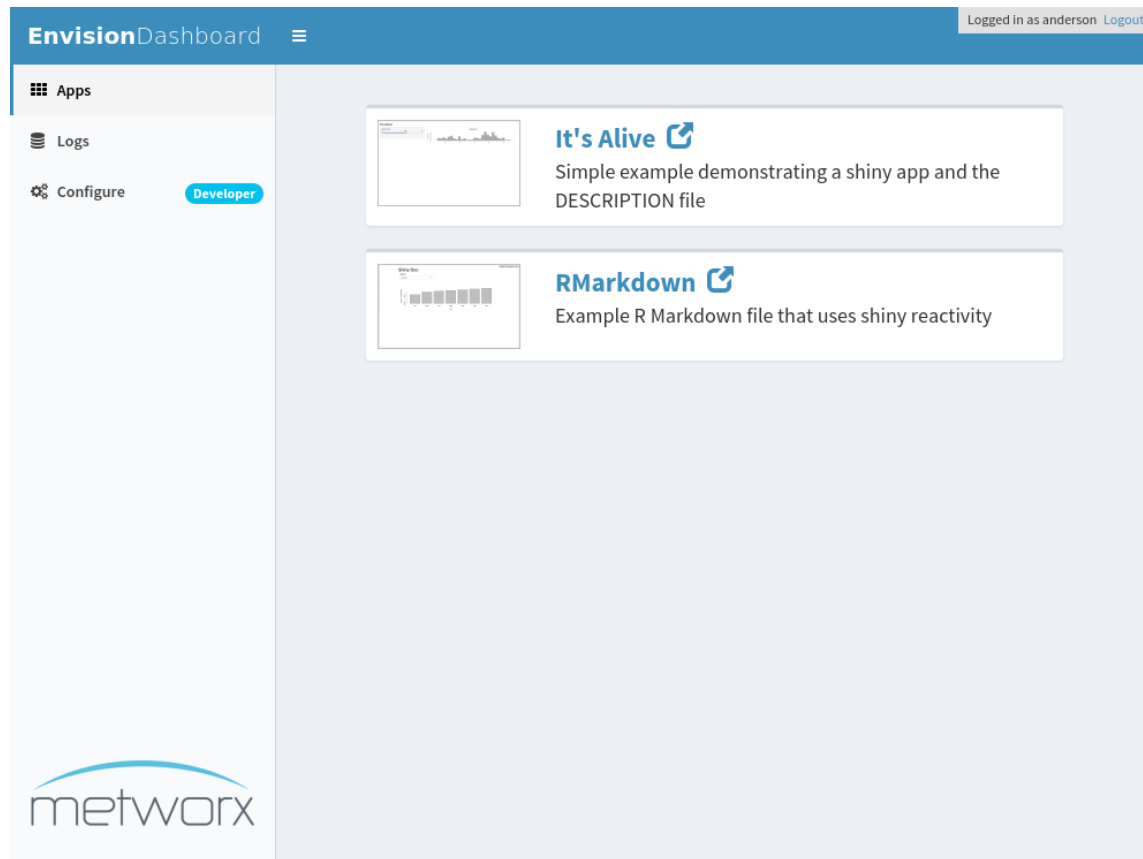 EnvisionDashboard
Logged in as anderson Logout
Apps
Logs
Configure Developer
It's Alive
Simple example demonstrating a shiny app and the
DESCRIPTION file
RMarkdown
Example R Markdown file that uses shiny reactivity
metworx